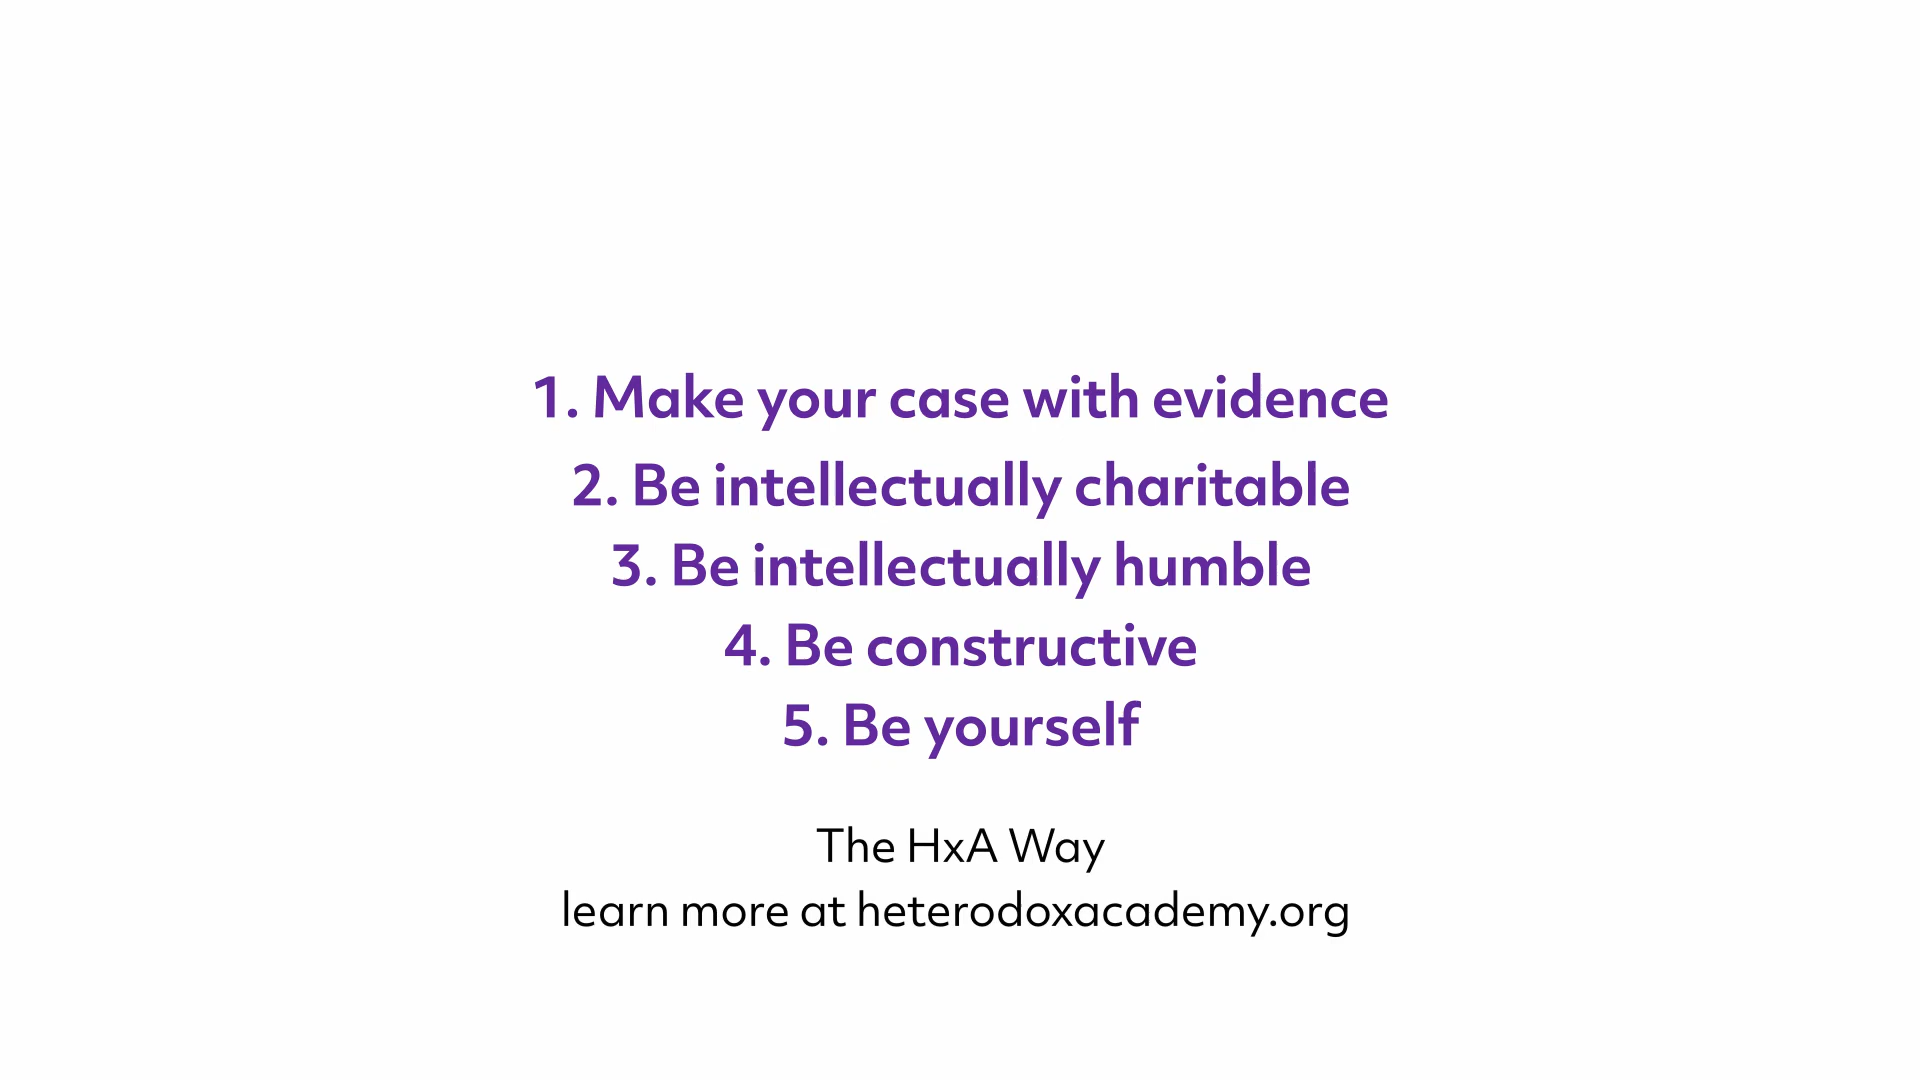 1. Make your case with evidence
2. Be intellectually charitable
3. Be intellectually humble
4. Be constructive
5. Be yourself
The HxA Way
learn more at heterodoxacademy.org